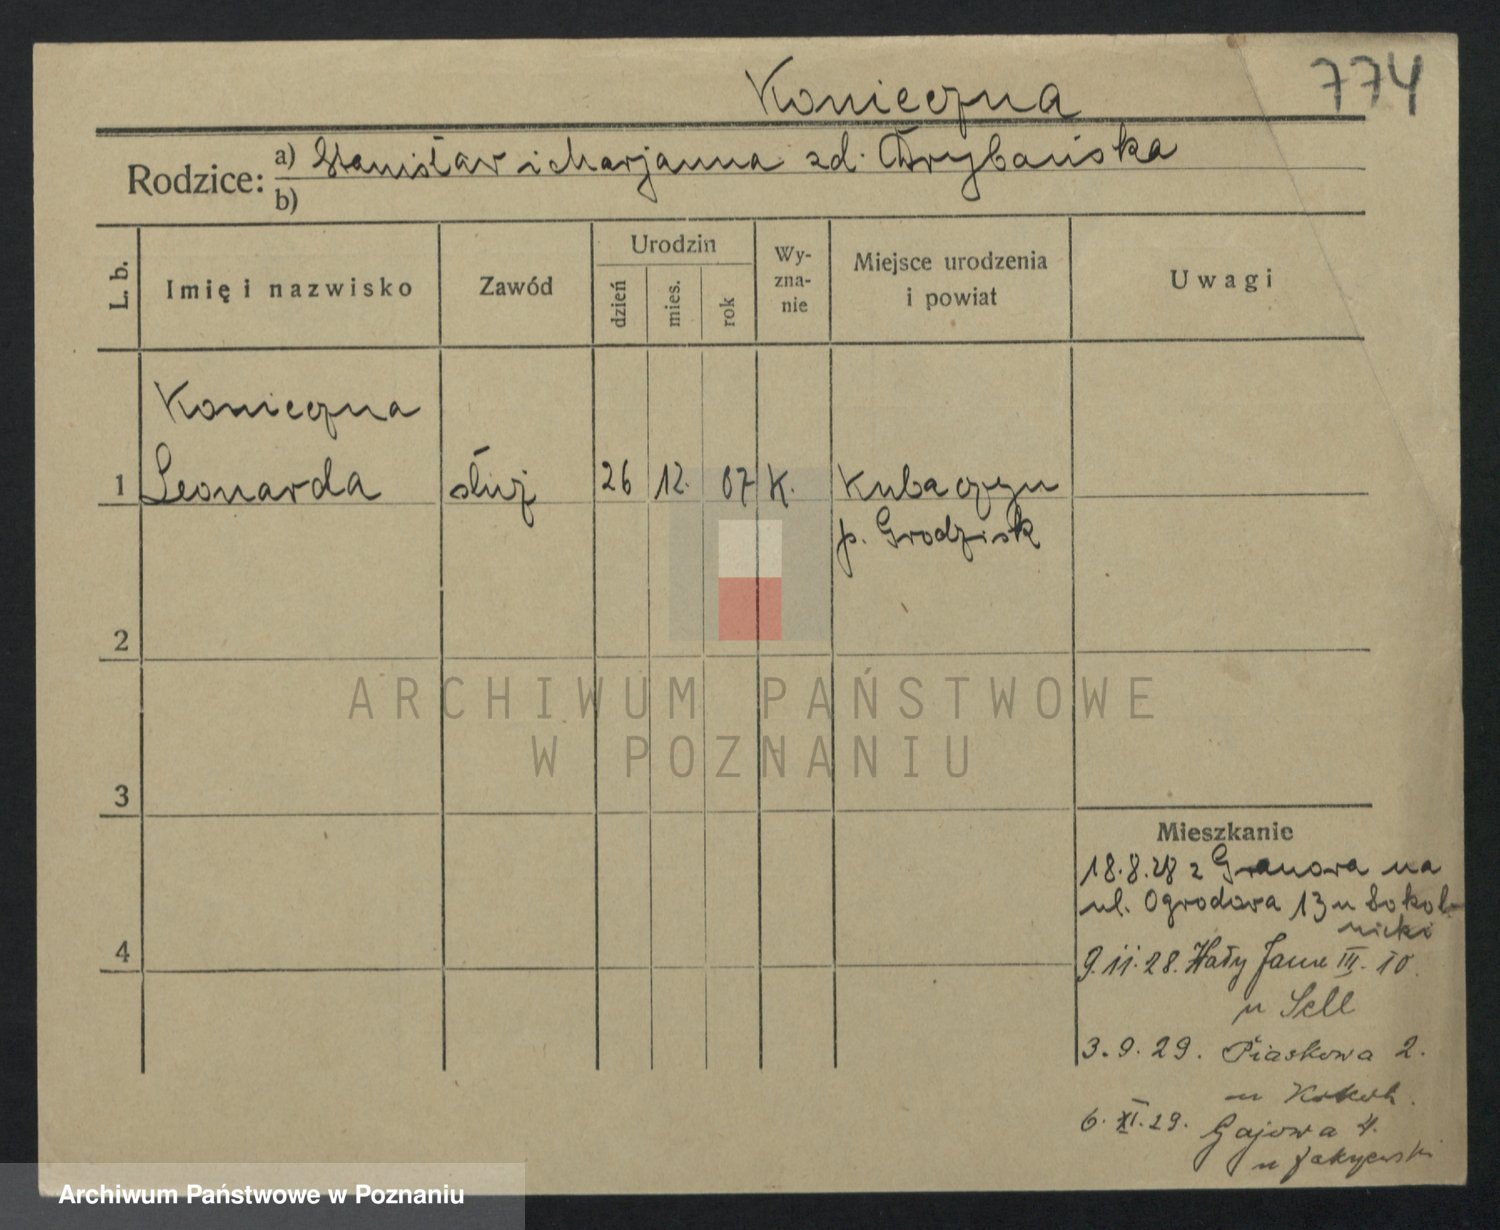 Konieczna
774
Rodzice: a) Stanisław i Marjanna zd. Grybańska
b)
L. b.
Imię i nazwisko
Zawód
Urodzin
dzień
mies.
rok
Wy-
zna-
nie
Miejsce urodzenia
i powiat
Uwagi
Konieczna
1 Leonarda służ 26 12. 07 K. Kubaczyn
p. Grodzisk
2
3
4
ARCHIWUM PAŃSTWOWE
W POZNANIU
Mieszkanie
18.8.28 z Granowa na
ul. Ogrodowa 13 u Sokol-
nicki
9.11.28. Wały Jana III. 10.
u Sell
3.9.29. Piaskowa 2.
u
6.XI.29. Gajowa 4.
u
Archiwum Państwowe w Poznaniu